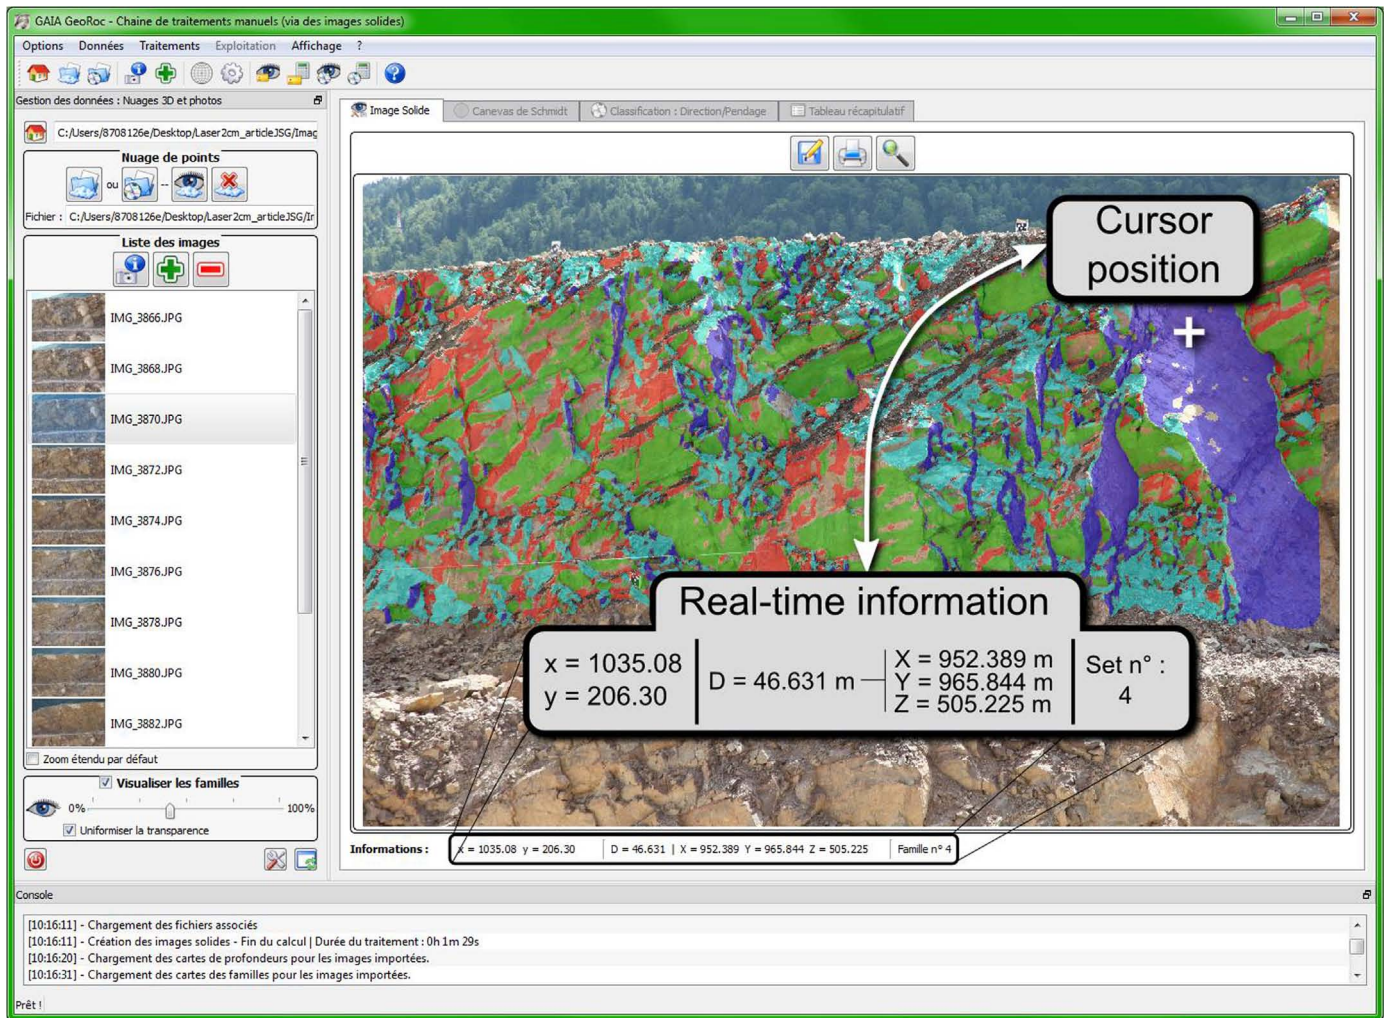 GAIA GeoRoc - Chaine de traitements manuels (via des images solides)
Options Données Traitements Exploitation Affichage ?
Gestion des données : Nuages 3D et photos
C:/Users/8708126e/Desktop/Laser2cm_articleJSG/Imag
Nuage de points
ou --
Fichier : C:/Users/8708126e/Desktop/Laser2cm_articleJSG/Ir
Liste des images
IMG_3866.JPG
IMG_3868.JPG
IMG_3870.JPG
IMG_3872.JPG
IMG_3874.JPG
IMG_3876.JPG
IMG_3878.JPG
IMG_3880.JPG
IMG_3882.JPG
Zoom étendu par défaut
Visualiser les familles
0% 100%
Uniformiser la transparence
Image Solide Canevas de Schmidt Classification : Direction/Pendage Tableau récapitulatif
Cursor
position
Real-time information
x = 1035.08
y = 206.30
D = 46.631 m
X = 952.389 m
Y = 965.844 m
Z = 505.225 m
Set n° :
4
Informations : x = 1035.08 y = 206.30 D = 46.631 | X = 952.389 Y = 965.844 Z = 505.225 Famille n° 4
Console
[10:16:11] - Chargement des fichiers associés
[10:16:11] - Création des images solides - Fin du calcul | Durée du traitement : 0h 1m 29s
[10:16:20] - Chargement des cartes de profondeurs pour les images importées.
[10:16:31] - Chargement des cartes des familles pour les images importées.
Prêt !